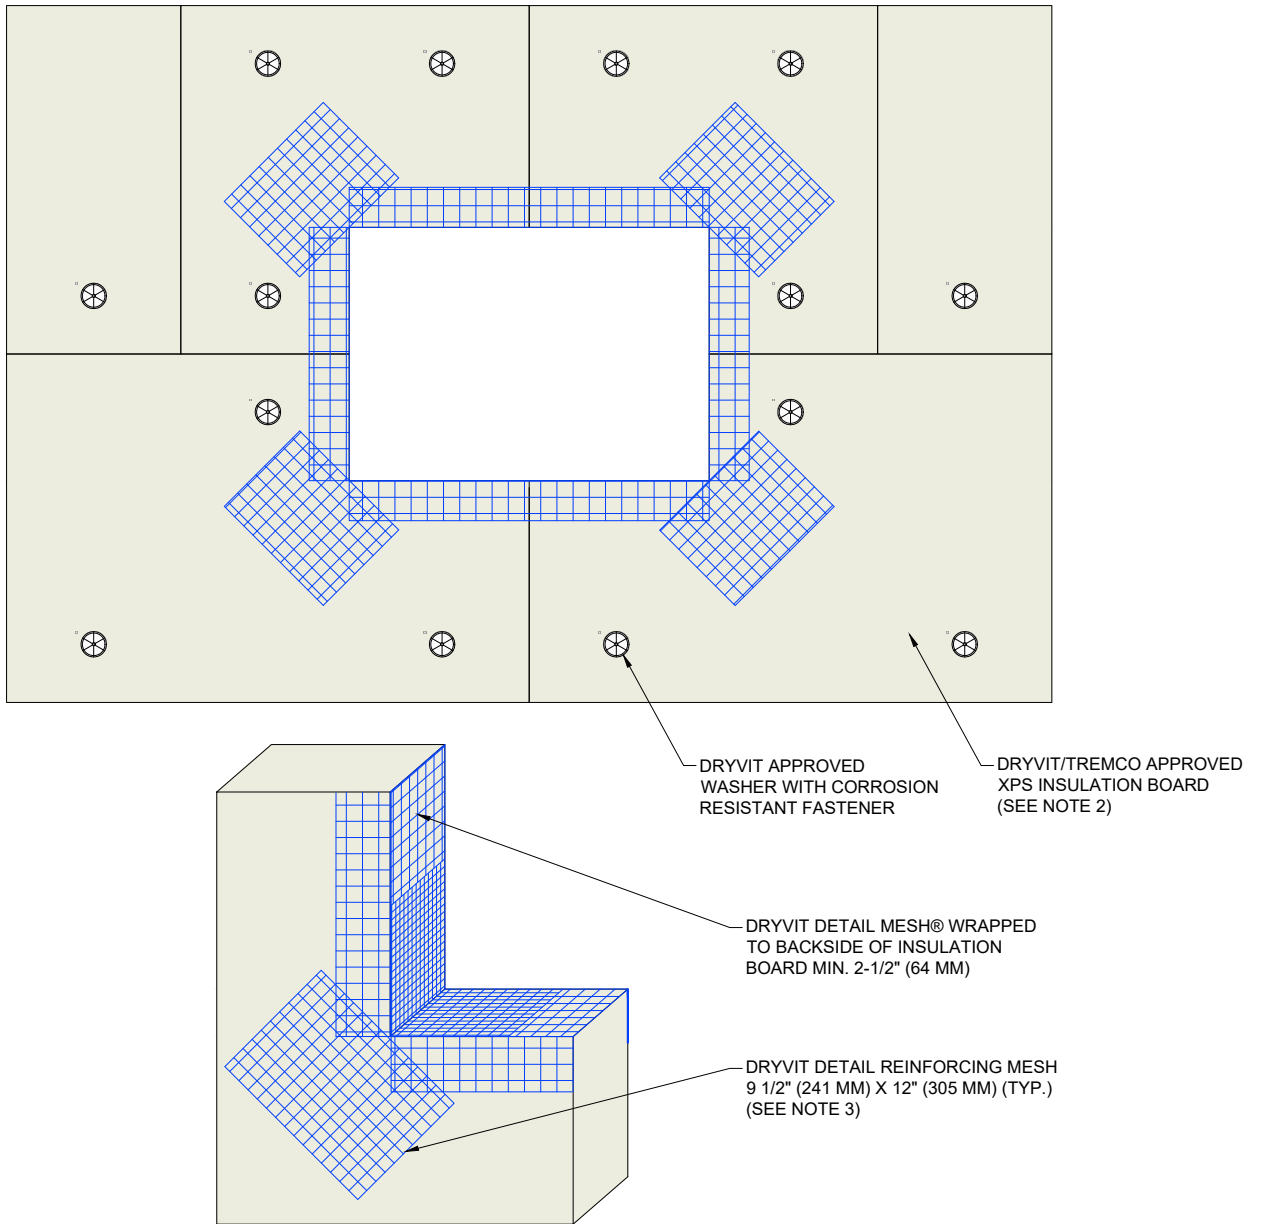 DRYVIT APPROVED
WASHER WITH CORROSION
RESISTANT FASTENER
DRYVIT/TREMCO APPROVED
XPS INSULATION BOARD
(SEE NOTE 2)
DRYVIT DETAIL MESH® WRAPPED
TO BACKSIDE OF INSULATION
BOARD MIN. 2-1/2" (64 MM)
DRYVIT DETAIL REINFORCING MESH
9 1/2" (241 MM) X 12" (305 MM) (TYP.)
(SEE NOTE 3)